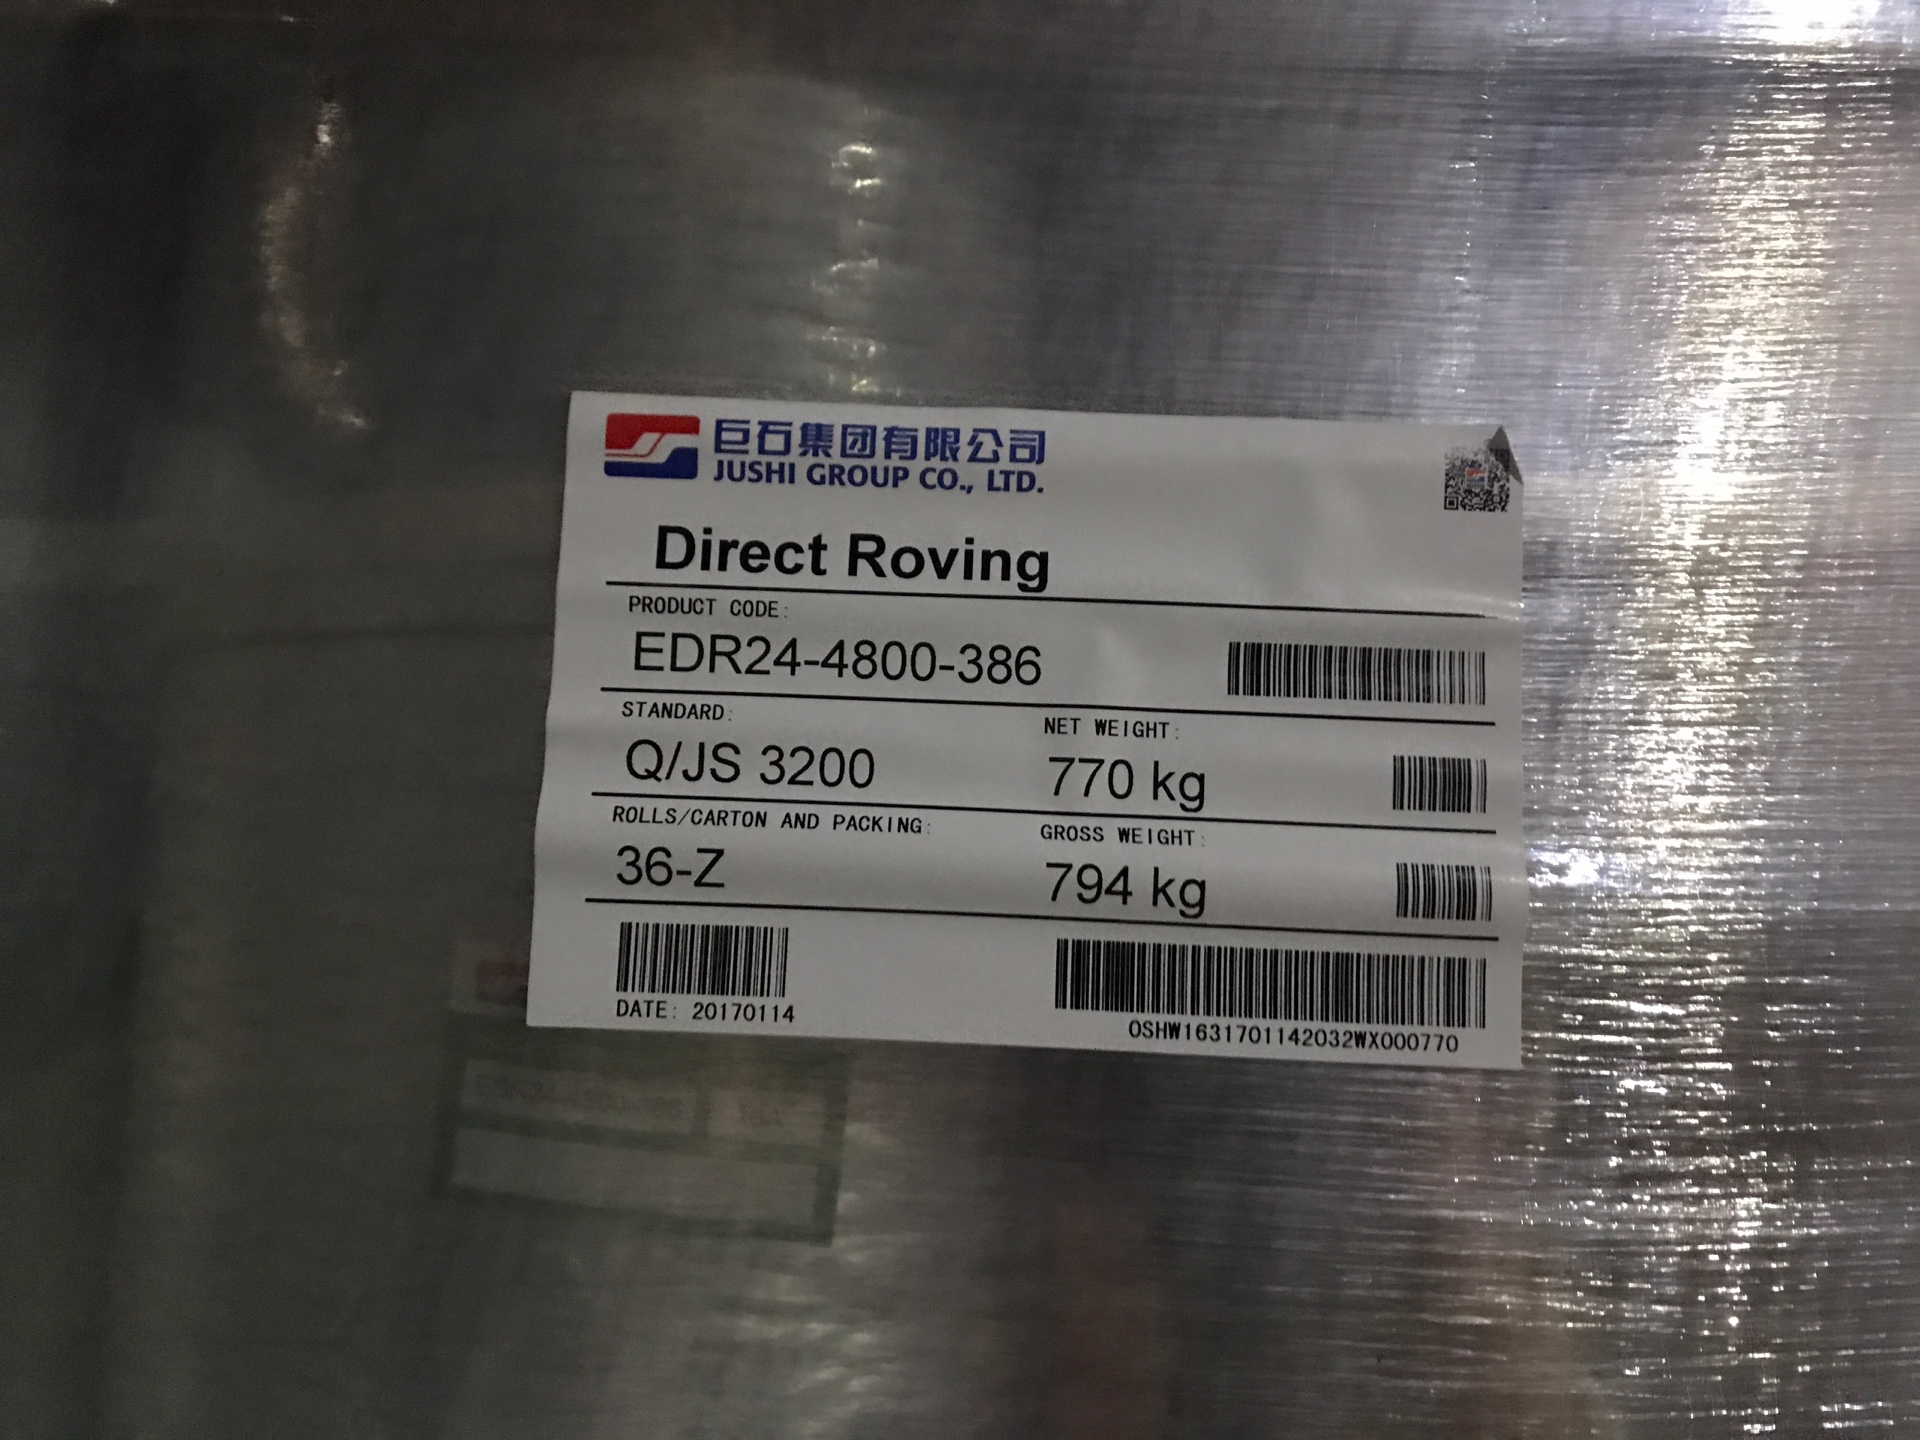 巨石集团有限公司
JUSHI GROUP CO., LTD.
Direct Roving
PRODUCT CODE:
EDR24-4800-386
STANDARD:
NET WEIGHT:
Q/JS 3200
770 kg
ROLLS/CARTON AND PACKING:
GROSS WEIGHT:
36-Z
794 kg
DATE: 20170114
0SHW1631701142032WX000770